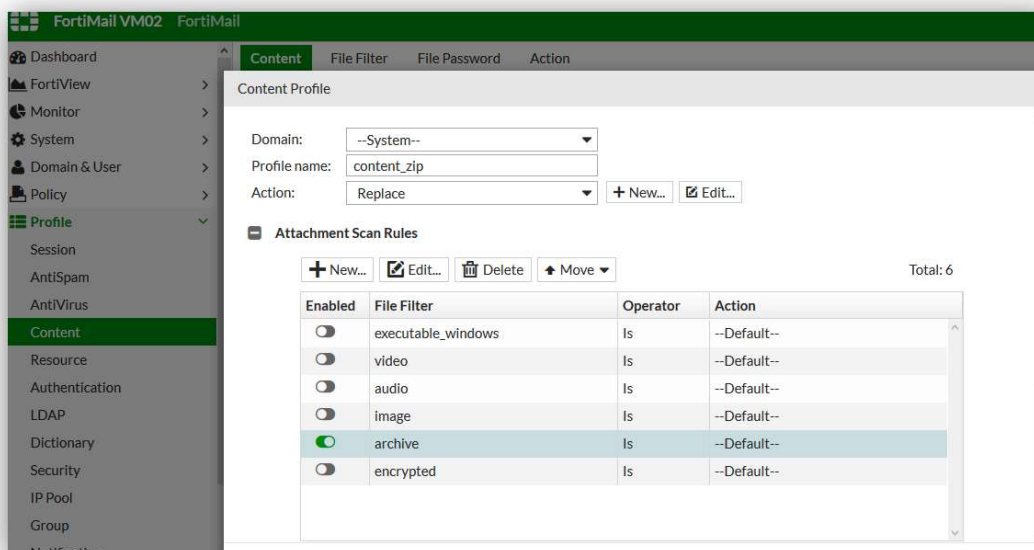 FortiMail VM02 FortiMail
Dashboard
FortiView
Monitor
System
Domain & User
Policy
Profile
Session
AntiSpam
AntiVirus
Content
Resource
Authentication
LDAP
Dictionary
Security
IP Pool
Group
Content File Filter File Password Action
Content Profile
Domain: --System--
Profile name: content_zip
Action: Replace New... Edit...
Attachment Scan Rules
New... Edit... Delete Move Total: 6
Enabled File Filter Operator Action
executable_windows Is --Default--
video Is --Default--
audio Is --Default--
image Is --Default--
archive Is --Default--
encrypted Is --Default--